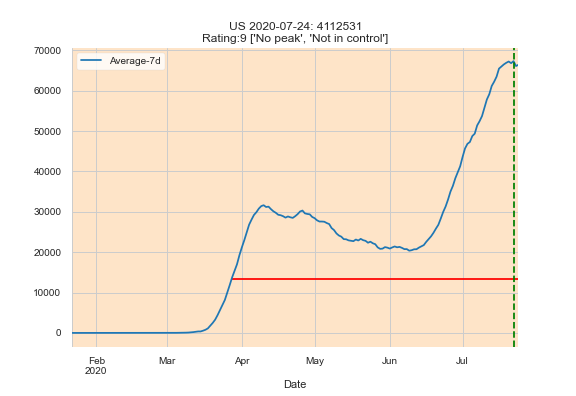 US 2020-07-24: 4112531
Rating:9 ['No peak', 'Not in control']
Average-7d
70000
60000
50000
40000
30000
20000
10000
0
Feb Mar Apr May Jun Jul
2020
Date